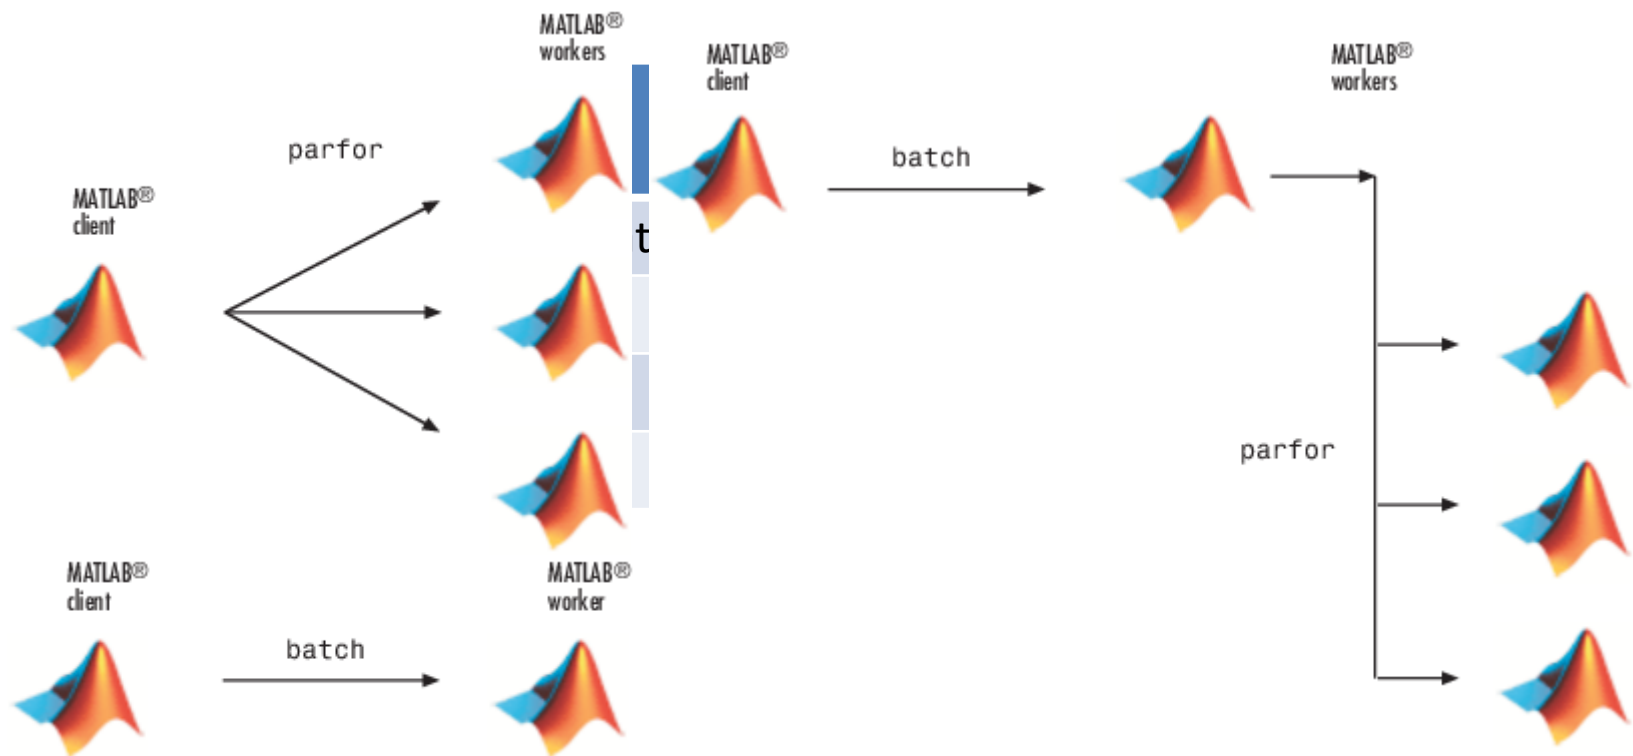 MATLAB®
workers
parfor
MATLAB®
client
MATLAB®
client
batch
MATLAB®
workers
t
parfor
MATLAB®
client
batch
MATLAB®
worker